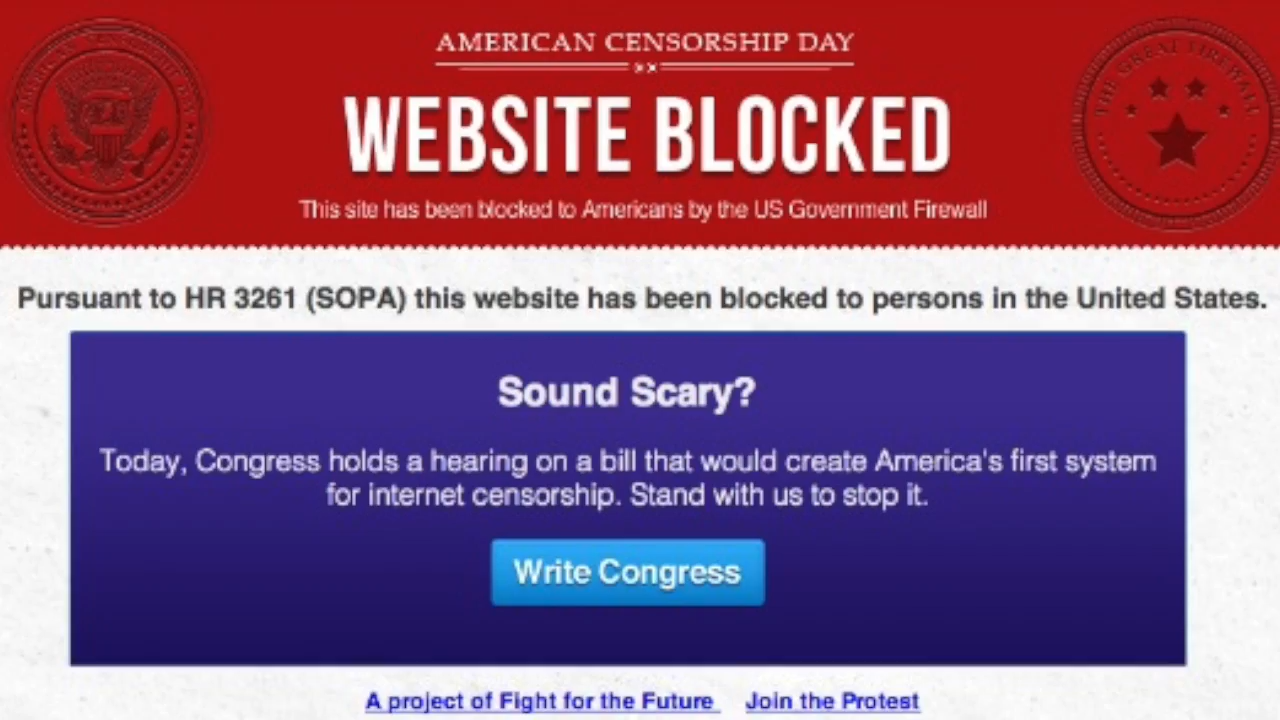 AMERICAN CENSORSHIP DAY
WEBSITE BLOCKED
This site has been blocked to Americans by the US Government Firewall
THE GREAT FIREWALL
Pursuant to HR 3261 (SOPA) this website has been blocked to persons in the United States.
Sound Scary?
Today, Congress holds a hearing on a bill that would create America's first system
for internet censorship. Stand with us to stop it.
Write Congress
A project of Fight for the Future Join the Protest